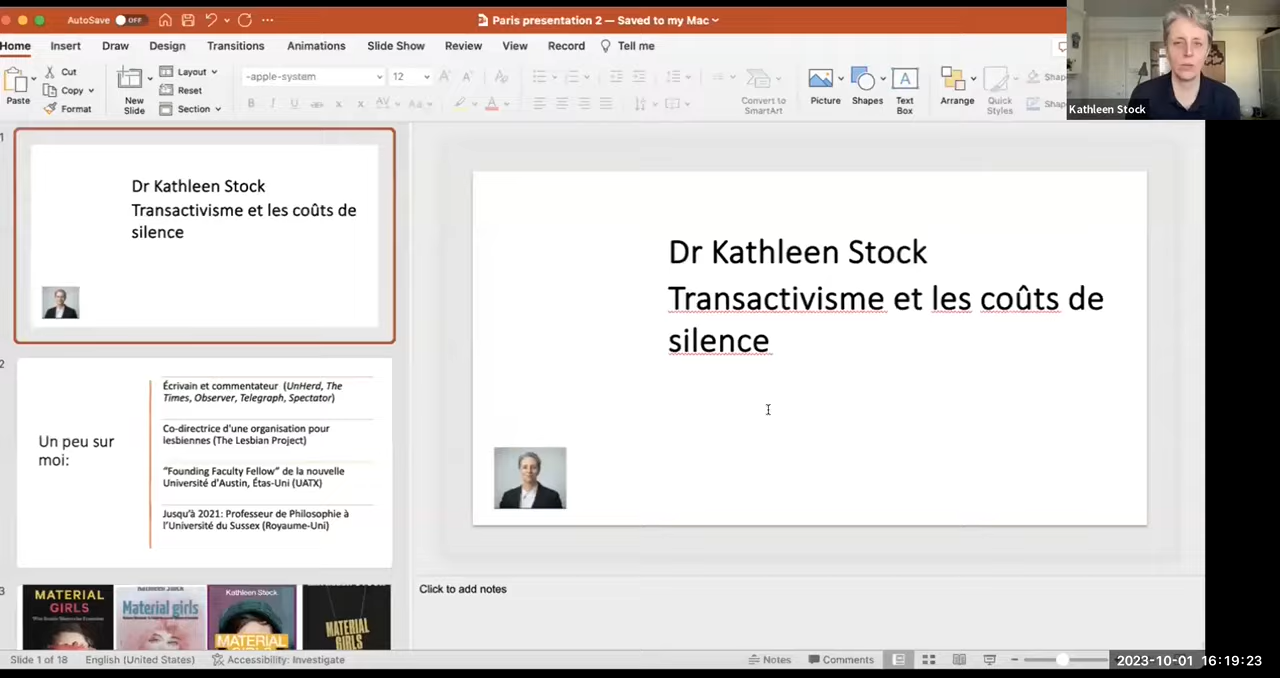 AutoSave OFF
Paris presentation 2 — Saved to my Mac
Home Insert Draw Design Transitions Animations Slide Show Review View Record Tell me
Paste
Cut
Copy
Format
New Slide
Layout
Reset
Section
-apple-system 12
Convert to SmartArt
Picture
Shapes
Text Box
Arrange
Quick Styles
Kathleen Stock
1
Dr Kathleen Stock
Transactivisme et les coûts de
silence
2
Un peu sur
moi:
Écrivain et commentateur (UnHerd, The
Times, Observer, Telegraph, Spectator)
Co-directrice d'une organisation pour
lesbiennes (The Lesbian Project)
“Founding Faculty Fellow” de la nouvelle
Université d'Austin, Étas-Uni (UATX)
Jusqu'à 2021: Professeur de Philosophie à
l'Université du Sussex (Royaume-Uni)
3
MATERIAL
GIRLS
Material girls
Kathleen Stock
MATERIAL
MATERIAL
GIRLS
Dr Kathleen Stock
Transactivisme et les coûts de
silence
Click to add notes
Slide 1 of 18 English (United States) Accessibility: Investigate Notes Comments
2023-10-01 16:19:23